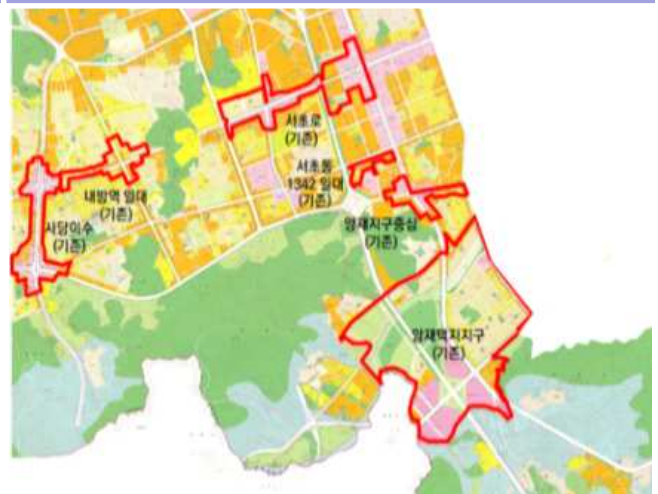 서초로
(기존)
서초동
1342 일대
(기존)
내방역 일대
(기존)
사당이수
(기존)
양재지구중심
(기존)
양재택지지구
(기존)